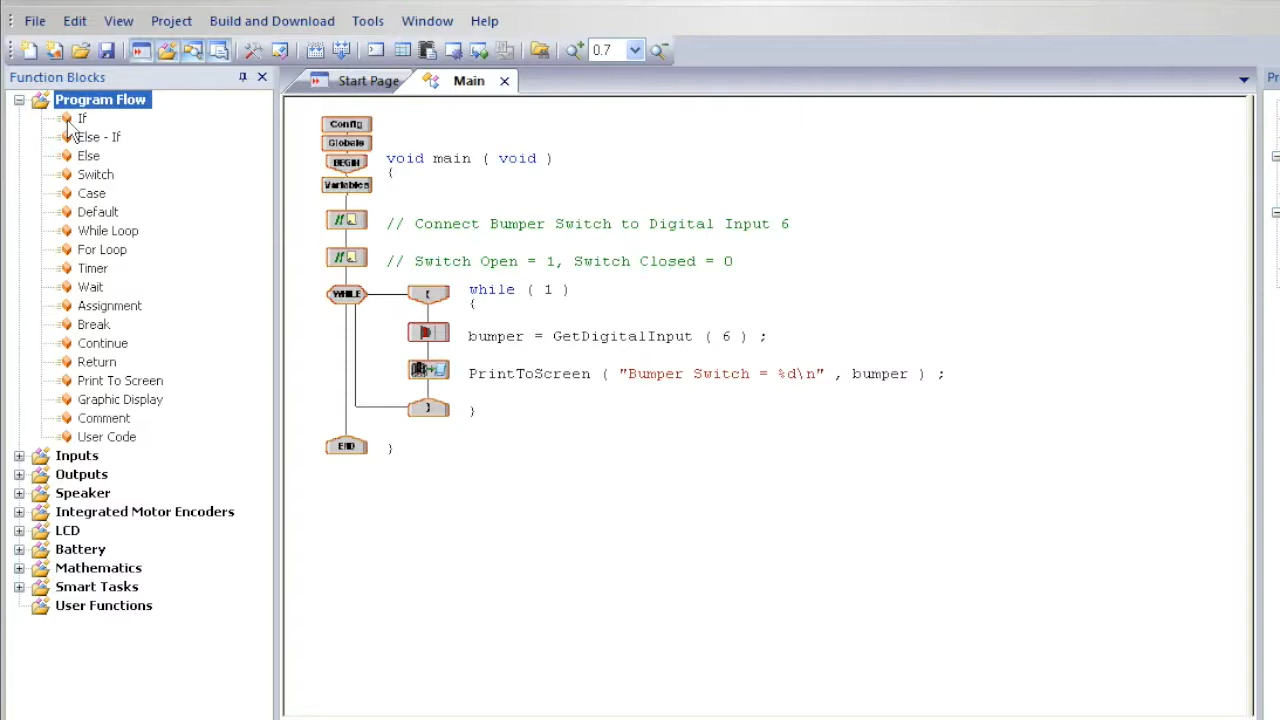 File Edit View Project Build and Download Tools Window Help
0.7
Function Blocks
Start Page Main
Program Flow
If
Else - If
Else
Switch
Case
Default
While Loop
For Loop
Timer
Wait
Assignment
Break
Continue
Return
Print To Screen
Graphic Display
Comment
User Code
Inputs
Outputs
Speaker
Integrated Motor Encoders
LCD
Battery
Mathematics
Smart Tasks
User Functions
Config
Globals
BEGIN void main ( void )
{
Variables
// // Connect Bumper Switch to Digital Input 6
// // Switch Open = 1, Switch Closed = 0
WHILE { while ( 1 )
{
bumper = GetDigitalInput ( 6 ) ;
PrintToScreen ( "Bumper Switch = %d\n" , bumper ) ;
} }
END }
Pr